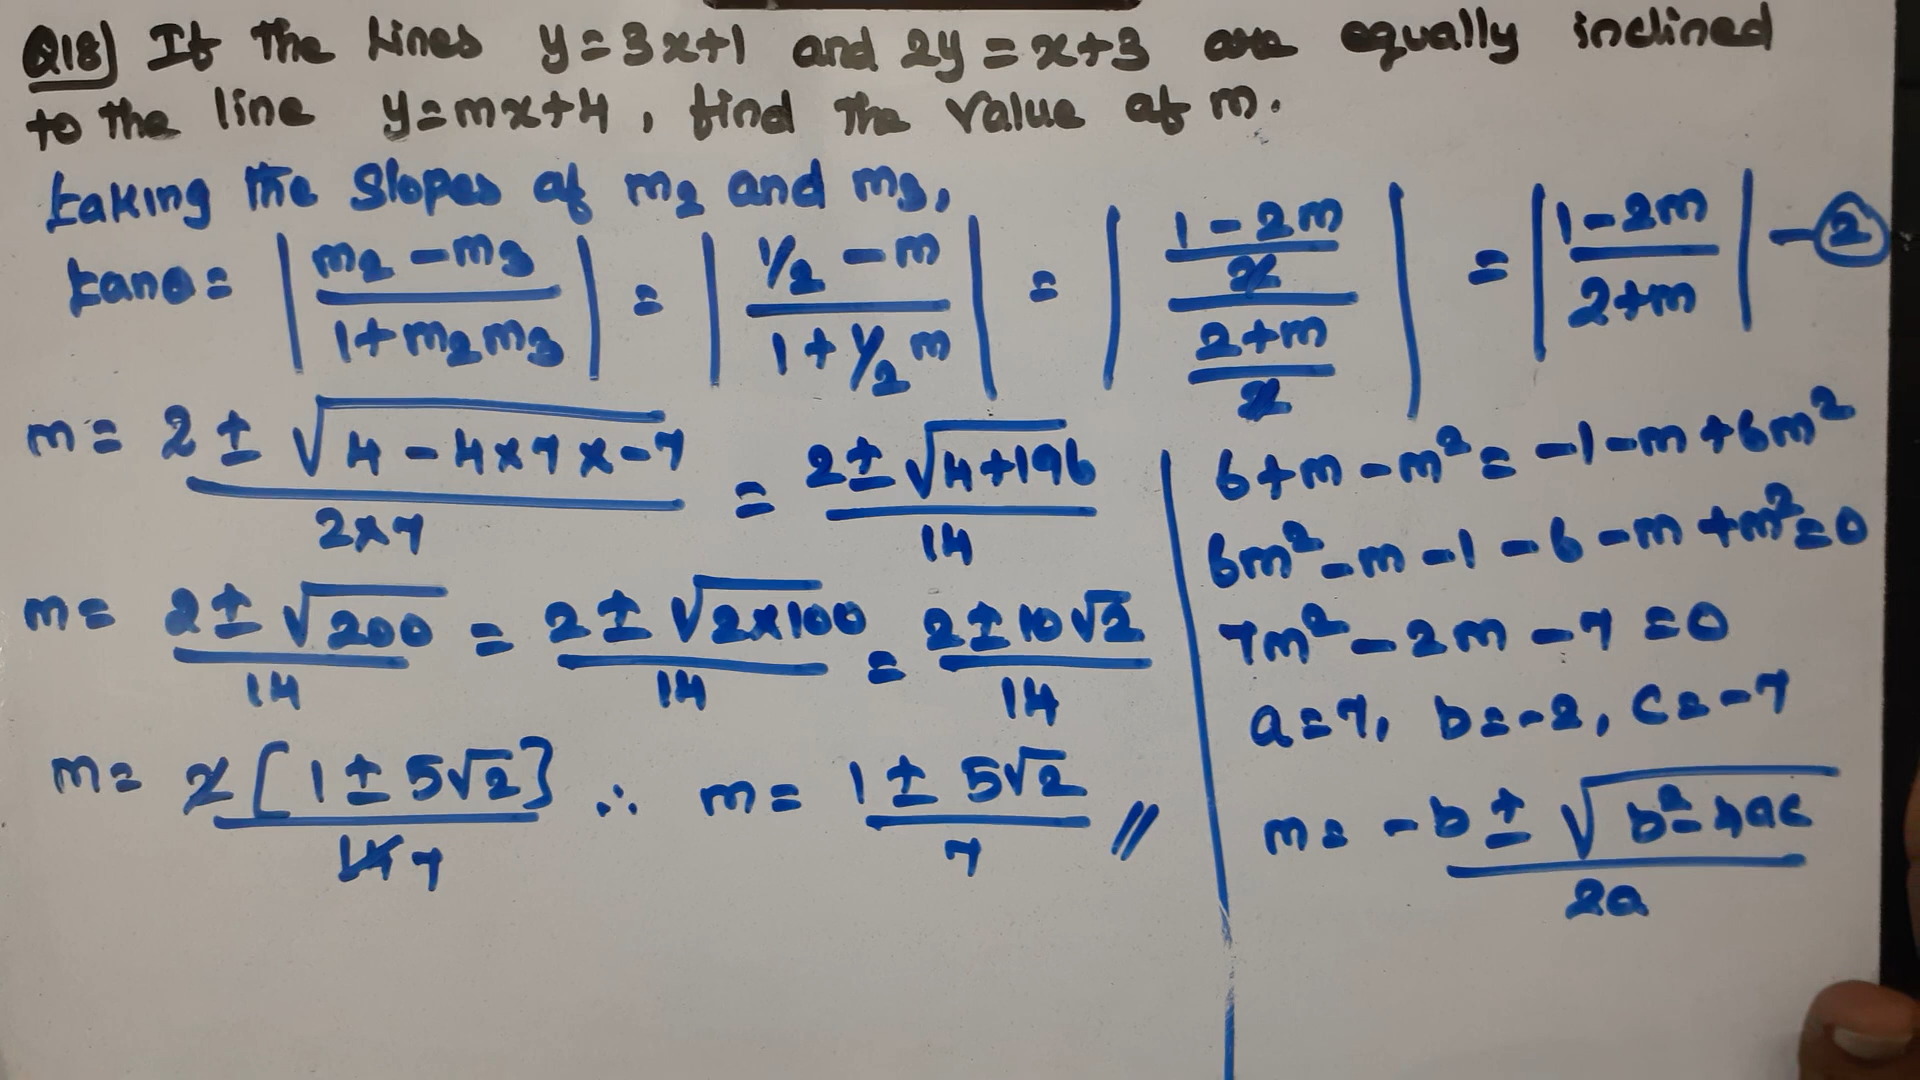 Q18) If the lines y=3x+1 and 2y=x+3 are equally inclined
to the line y=mx+4, find the value of m.
taking the slopes of m₂ and m₃,
tanθ= |(m₂-m₃)/(1+m₂m₃)| = |(1/2-m)/(1+1/2m)| = |((1-2m)/2)/((2+m)/2)| = |(1-2m)/(2+m)| -②
m= (2±√(4-4×7×-7))/(2×7) = (2±√(4+196))/14
m= (2±√200)/14 = (2±√(2×100))/14 = (2±10√2)/14
m= 2[1±5√2]/14 7 ∴ m= (1±5√2)/7 //
6+m-m²=-1-m+6m²
6m²-m-1-6-m+m²=0
7m²-2m-7=0
a=7, b=-2, c=-7
m= (-b±√(b²-4ac))/2a